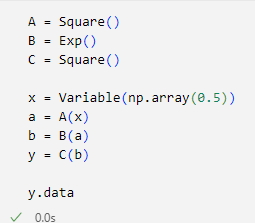 A = Square()
B = Exp()
C = Square()
x = Variable(np.array(0.5))
a = A(x)
b = B(a)
y = C(b)
y.data
✓ 0.0s